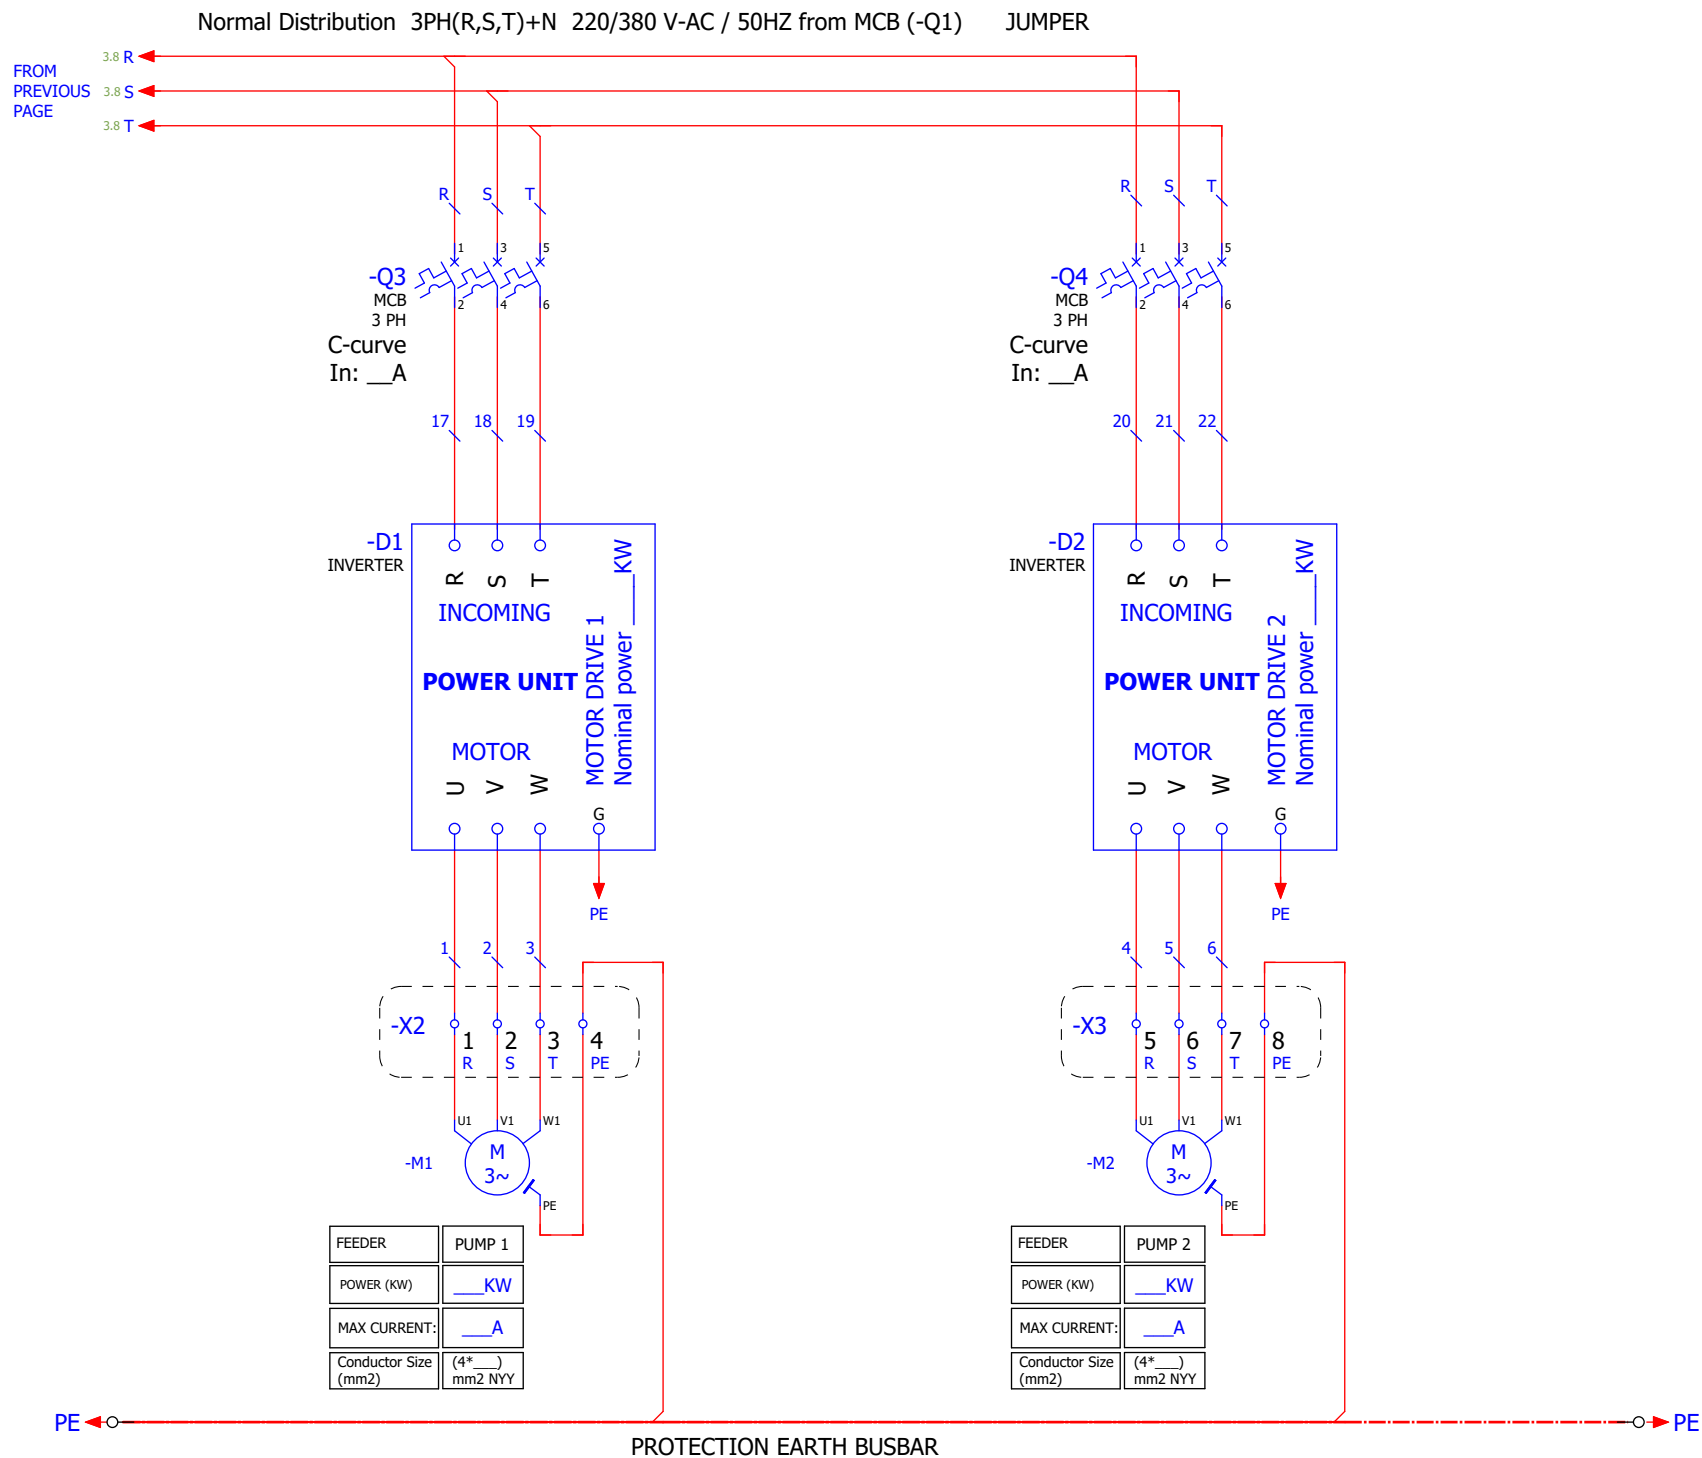 Normal Distribution 3PH(R,S,T)+N 220/380 V-AC / 50HZ from MCB (-Q1) JUMPER
FROM
PREVIOUS
PAGE
3.8 R
3.8 S
3.8 T
R S T
1 3 5
-Q3
MCB
3 PH
C-curve
In: __A
2 4 6
17 18 19
-D1
INVERTER
R S T
INCOMING
POWER UNIT
MOTOR
U V W
MOTOR DRIVE 1
Nominal power ____KW
G
PE
1 2 3
-X2
1 2 3 4
R S T PE
U1 V1 W1
-M1
M
3~
PE
FEEDER PUMP 1
POWER (KW) ___KW
MAX CURRENT: ___A
Conductor Size
(mm2)
(4*___)
mm2 NYY
R S T
1 3 5
-Q4
MCB
3 PH
C-curve
In: __A
2 4 6
20 21 22
-D2
INVERTER
R S T
INCOMING
POWER UNIT
MOTOR
U V W
MOTOR DRIVE 2
Nominal power ____KW
G
PE
4 5 6
-X3
5 6 7 8
R S T PE
U1 V1 W1
-M2
M
3~
PE
FEEDER PUMP 2
POWER (KW) ___KW
MAX CURRENT: ___A
Conductor Size
(mm2)
(4*___)
mm2 NYY
PE PE
PROTECTION EARTH BUSBAR